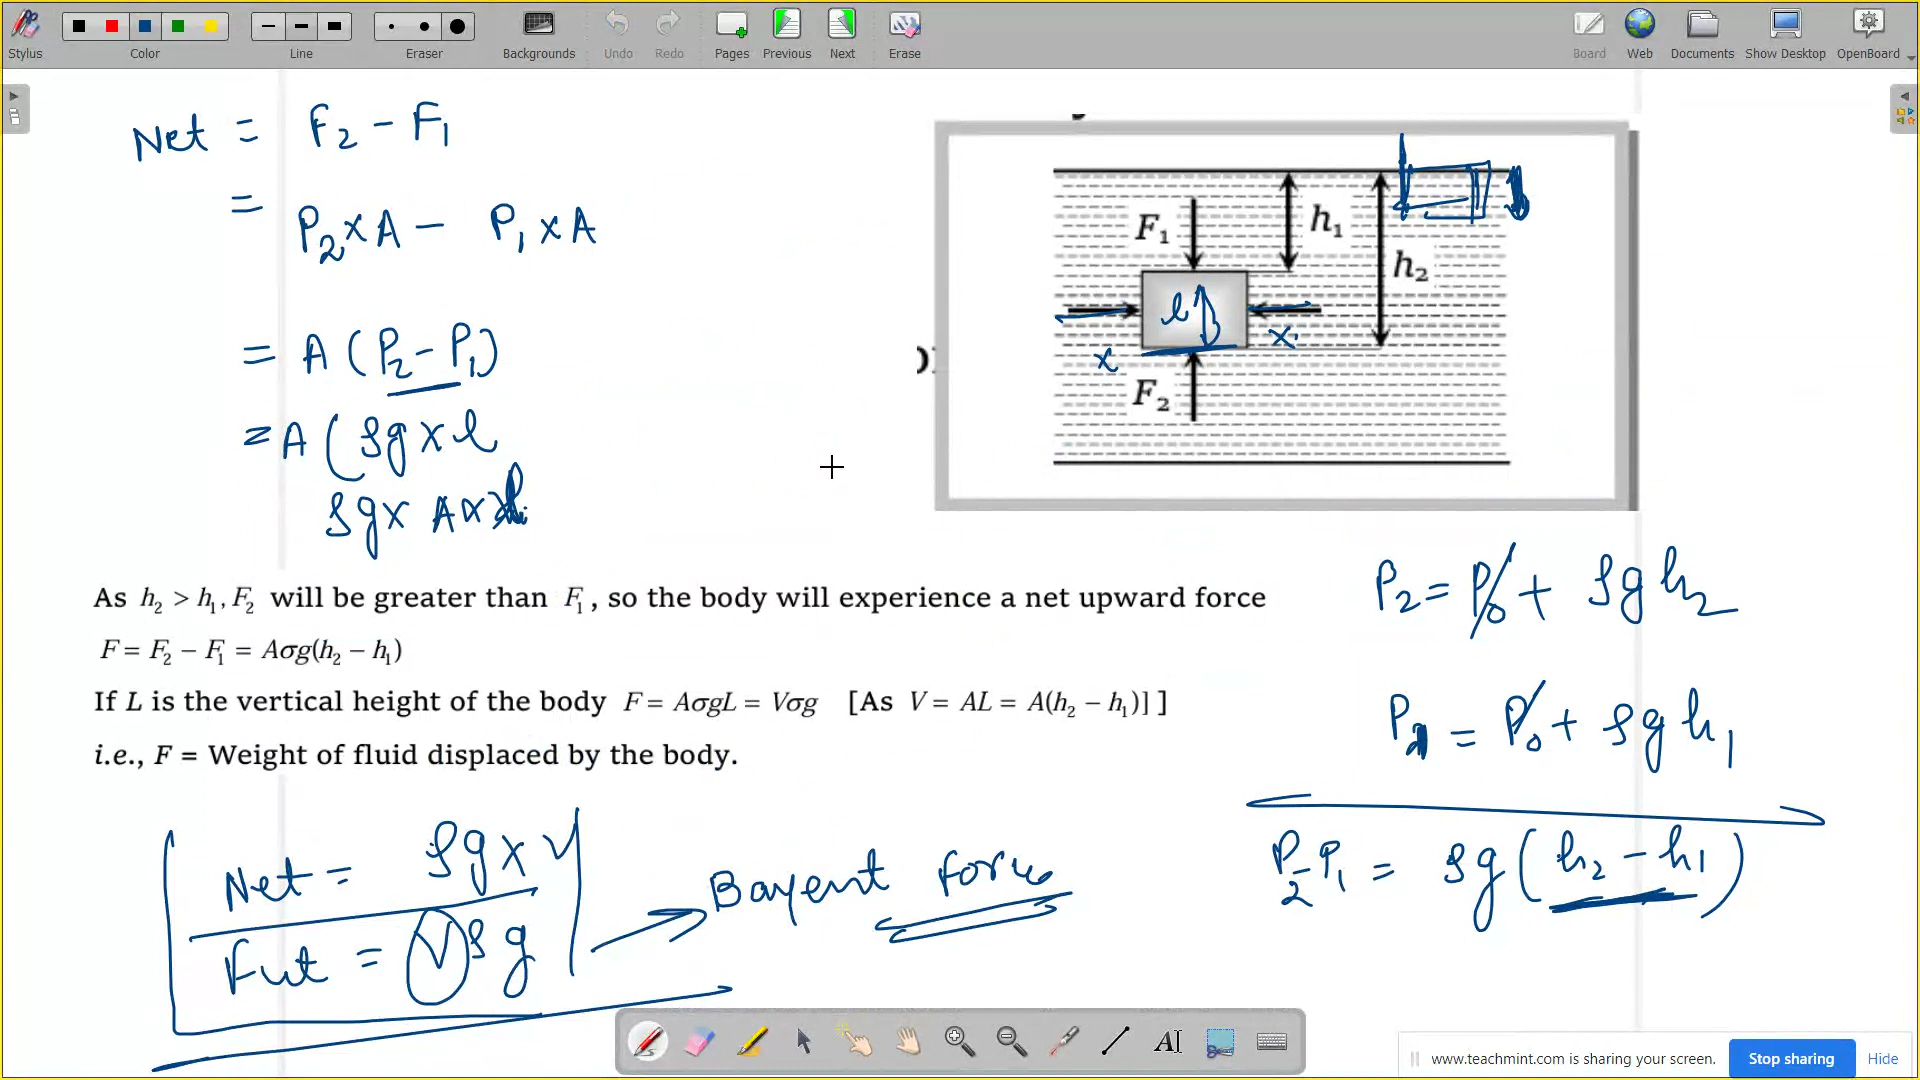 Stylus Color Line Eraser Backgrounds Undo Redo Pages Previous Next Erase Board Web Documents Show Desktop OpenBoard
Net = F₂ - F₁
= P₂ x A - P₁ x A
= A (P₂ - P₁)
= A ( ρg x l
ρg x A x l
F₁
h₁
h₂
l
x
x
F₂
As h₂ > h₁, F₂ will be greater than F₁, so the body will experience a net upward force
F = F₂ − F₁ = Aσg(h₂ − h₁)
If L is the vertical height of the body F = AσgL = Vσg [As V = AL = A(h₂ − h₁)] ]
i.e., F = Weight of fluid displaced by the body.
P₂ = P₀ + ρg h₂
= P₀ + ρg h₁
P₂-P₁ = ρg (h₂ - h₁)
Net = ρg x V
= Vρg
Bayent force
www.teachmint.com is sharing your screen. Stop sharing Hide